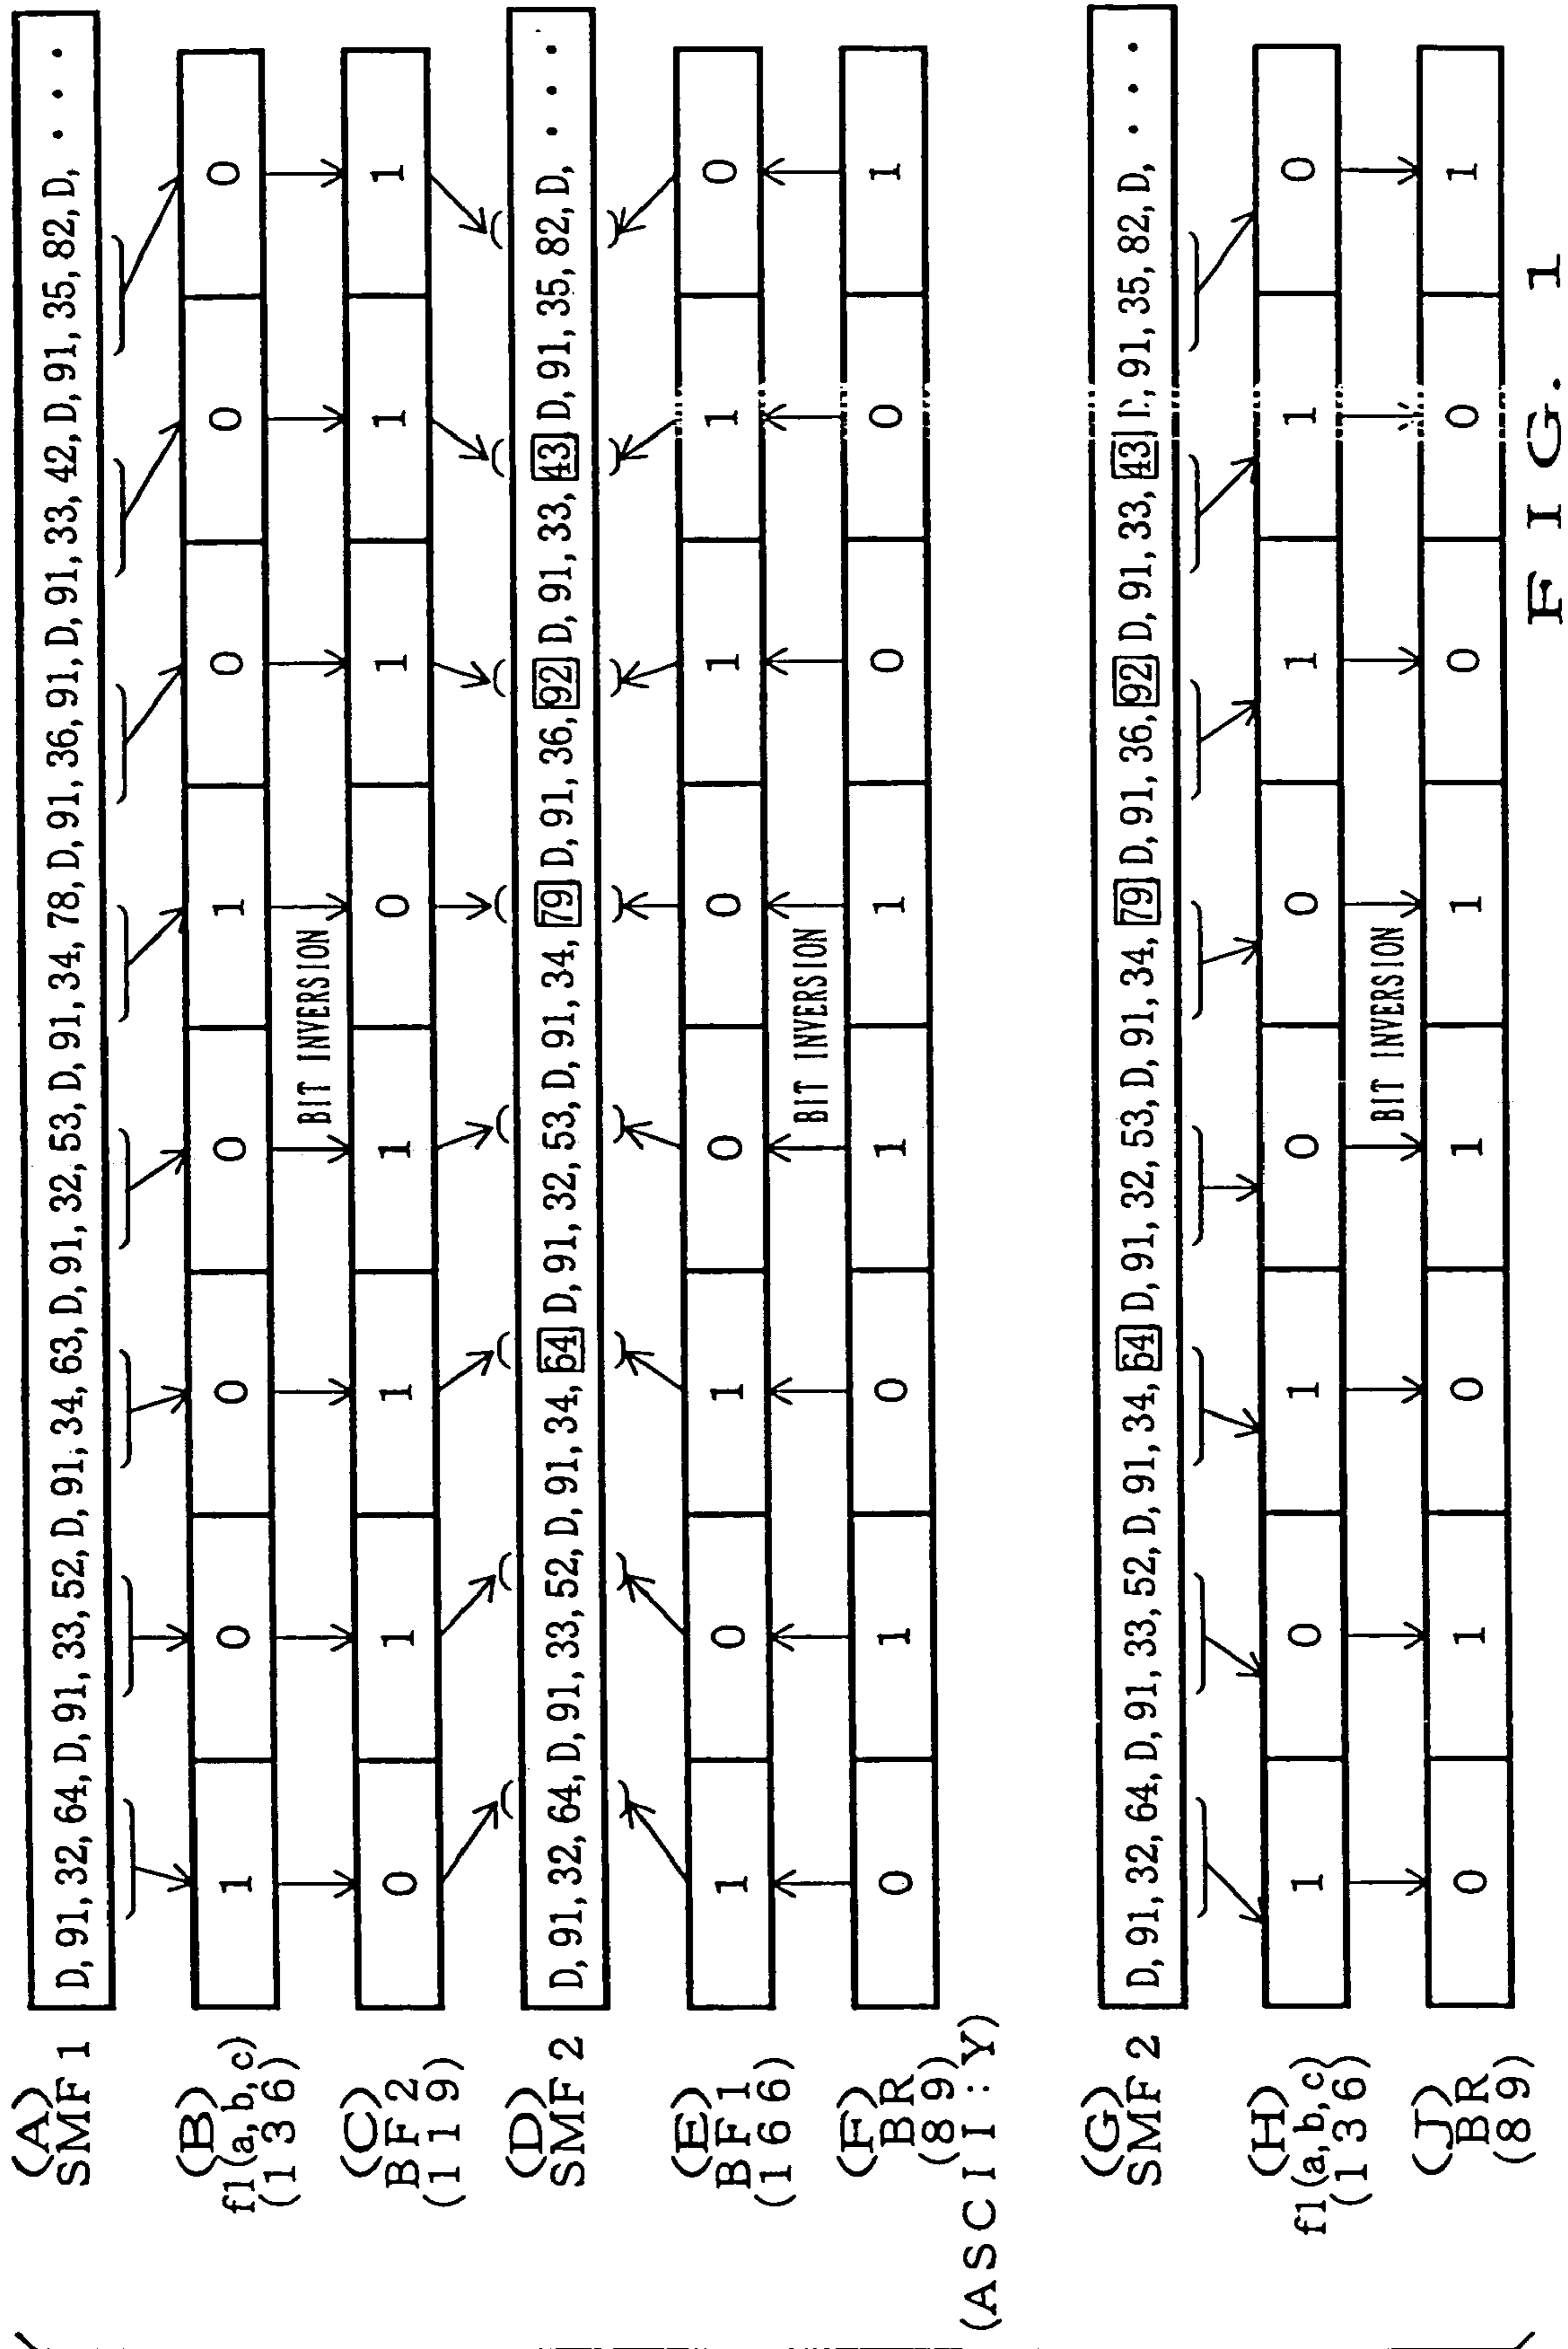 (A)
SMF 1
D, 91, 32, 64, D, 91, 33, 52, D, 91, 34, 63, D, 91, 32, 53, D, 91, 34, 78, D, 91, 36, 91, D, 91, 33, 42, D, 91, 35, 82, D, . . .
(B)
f1(a,b,c)
(1 3 6)
1 0 0 0 1 0 0 0
BIT INVERSION
(C)
BF 2
(1 1 9)
0 1 1 1 0 1 1 1
(D)
SMF 2
D, 91, 32, 64, D, 91, 33, 52, D, 91, 34, 64 D, 91, 32, 53, D, 91, 34, 79 D, 91, 36, 92 D, 91, 33, 43 D, 91, 35, 82, D, . . .
(E)
BF 1
(1 6 6)
1 0 1 0 0 1 1 0
BIT INVERSION
(F)
BR
(8 9)
(ASC I I : Y)
0 1 0 1 1 0 0 1
(G)
SMF 2
D, 91, 32, 64, D, 91, 33, 52, D, 91, 34, 64 D, 91, 32, 53, D, 91, 34, 79 D, 91, 36, 92 D, 91, 33, 43 D, 91, 35, 82, D, . . .
(H)
f1(a,b,c)
(1 3 6)
1 0 1 0 0 1 1 0
BIT INVERSION
(J)
BR
(8 9)
0 1 0 1 1 0 0 1
F I G. 1